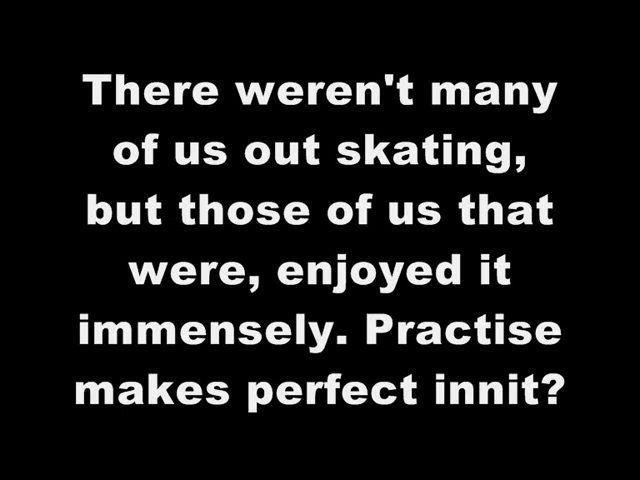 There weren't many
of us out skating,
but those of us that
were, enjoyed it
immensely. Practise
makes perfect innit?